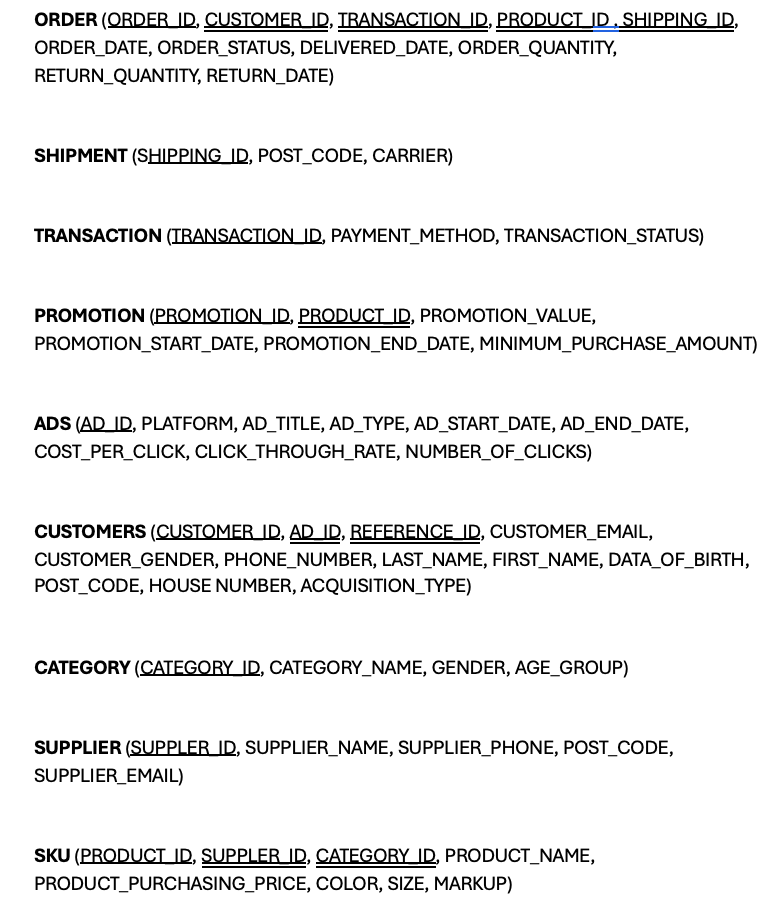 ORDER (ORDER_ID, CUSTOMER_ID, TRANSACTION_ID, PRODUCT_ID , SHIPPING_ID,
ORDER_DATE, ORDER_STATUS, DELIVERED_DATE, ORDER_QUANTITY,
RETURN_QUANTITY, RETURN_DATE)
SHIPMENT (SHIPPING_ID, POST_CODE, CARRIER)
TRANSACTION (TRANSACTION_ID, PAYMENT_METHOD, TRANSACTION_STATUS)
PROMOTION (PROMOTION_ID, PRODUCT_ID, PROMOTION_VALUE,
PROMOTION_START_DATE, PROMOTION_END_DATE, MINIMUM_PURCHASE_AMOUNT)
ADS (AD_ID, PLATFORM, AD_TITLE, AD_TYPE, AD_START_DATE, AD_END_DATE,
COST_PER_CLICK, CLICK_THROUGH_RATE, NUMBER_OF_CLICKS)
CUSTOMERS (CUSTOMER_ID, AD_ID, REFERENCE_ID, CUSTOMER_EMAIL,
CUSTOMER_GENDER, PHONE_NUMBER, LAST_NAME, FIRST_NAME, DATA_OF_BIRTH,
POST_CODE, HOUSE NUMBER, ACQUISITION_TYPE)
CATEGORY (CATEGORY_ID, CATEGORY_NAME, GENDER, AGE_GROUP)
SUPPLIER (SUPPLER_ID, SUPPLIER_NAME, SUPPLIER_PHONE, POST_CODE,
SUPPLIER_EMAIL)
SKU (PRODUCT_ID, SUPPLER_ID, CATEGORY_ID, PRODUCT_NAME,
PRODUCT_PURCHASING_PRICE, COLOR, SIZE, MARKUP)